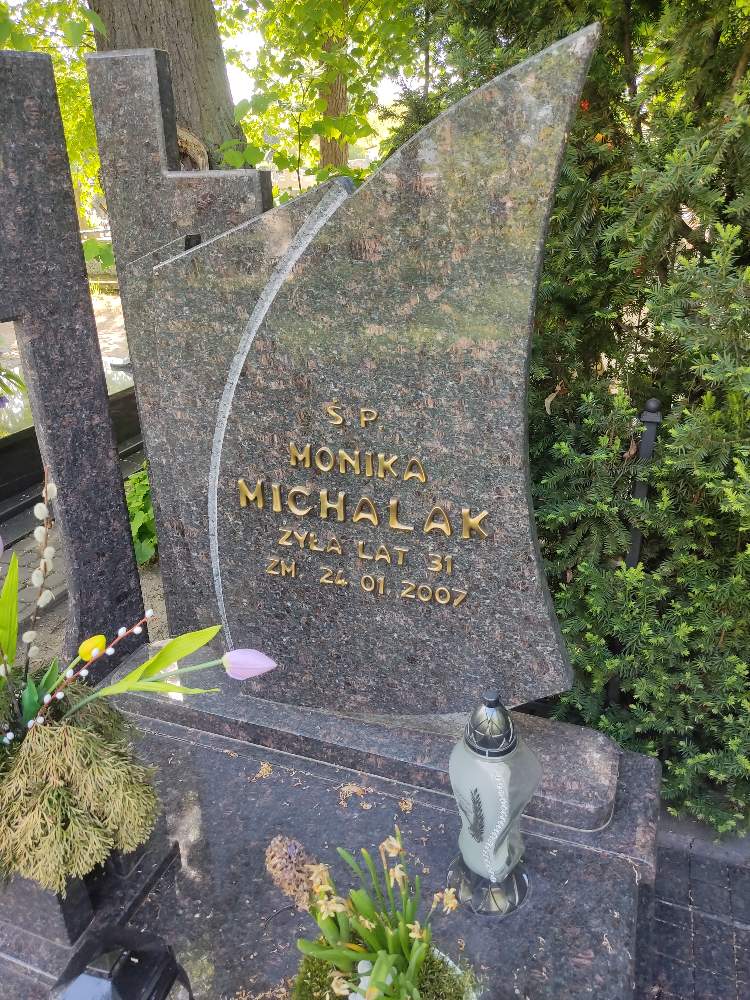 Ś.P.
MONIKA
MICHALAK
ŻYŁA LAT 31
ZM. 24.01.2007